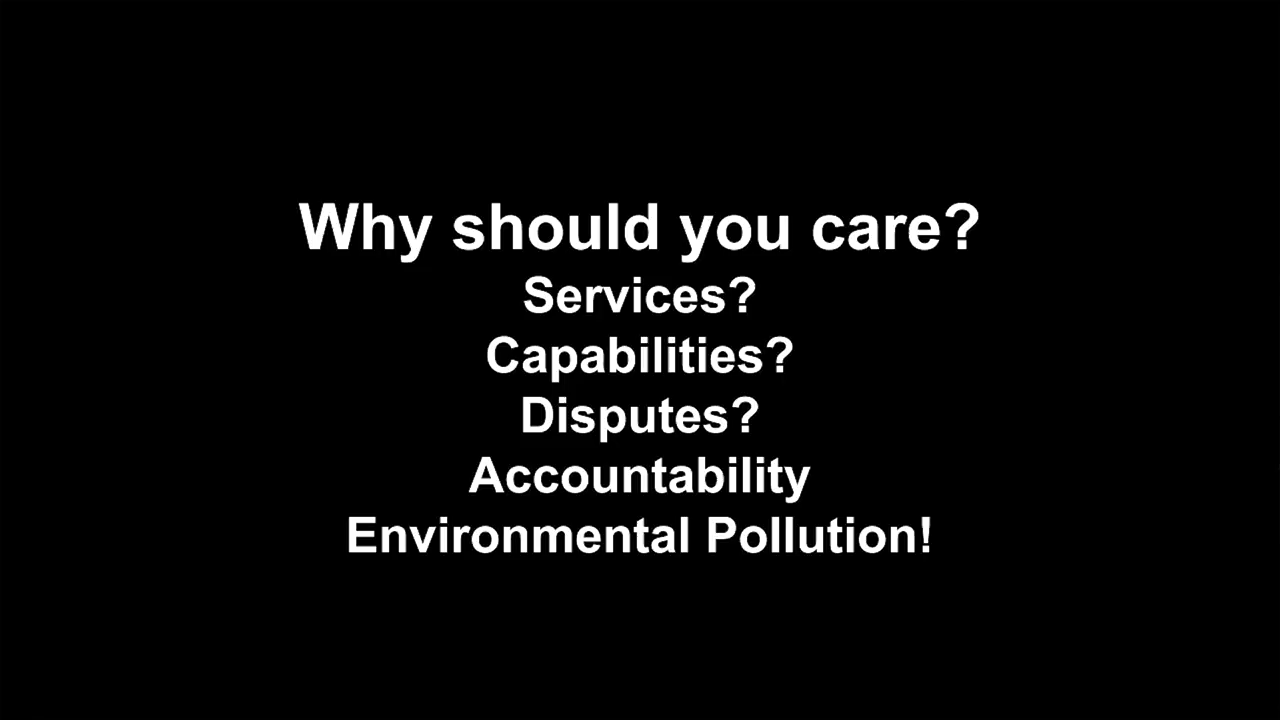 Why should you care?
Services?
Capabilities?
Disputes?
Accountability
Environmental Pollution!